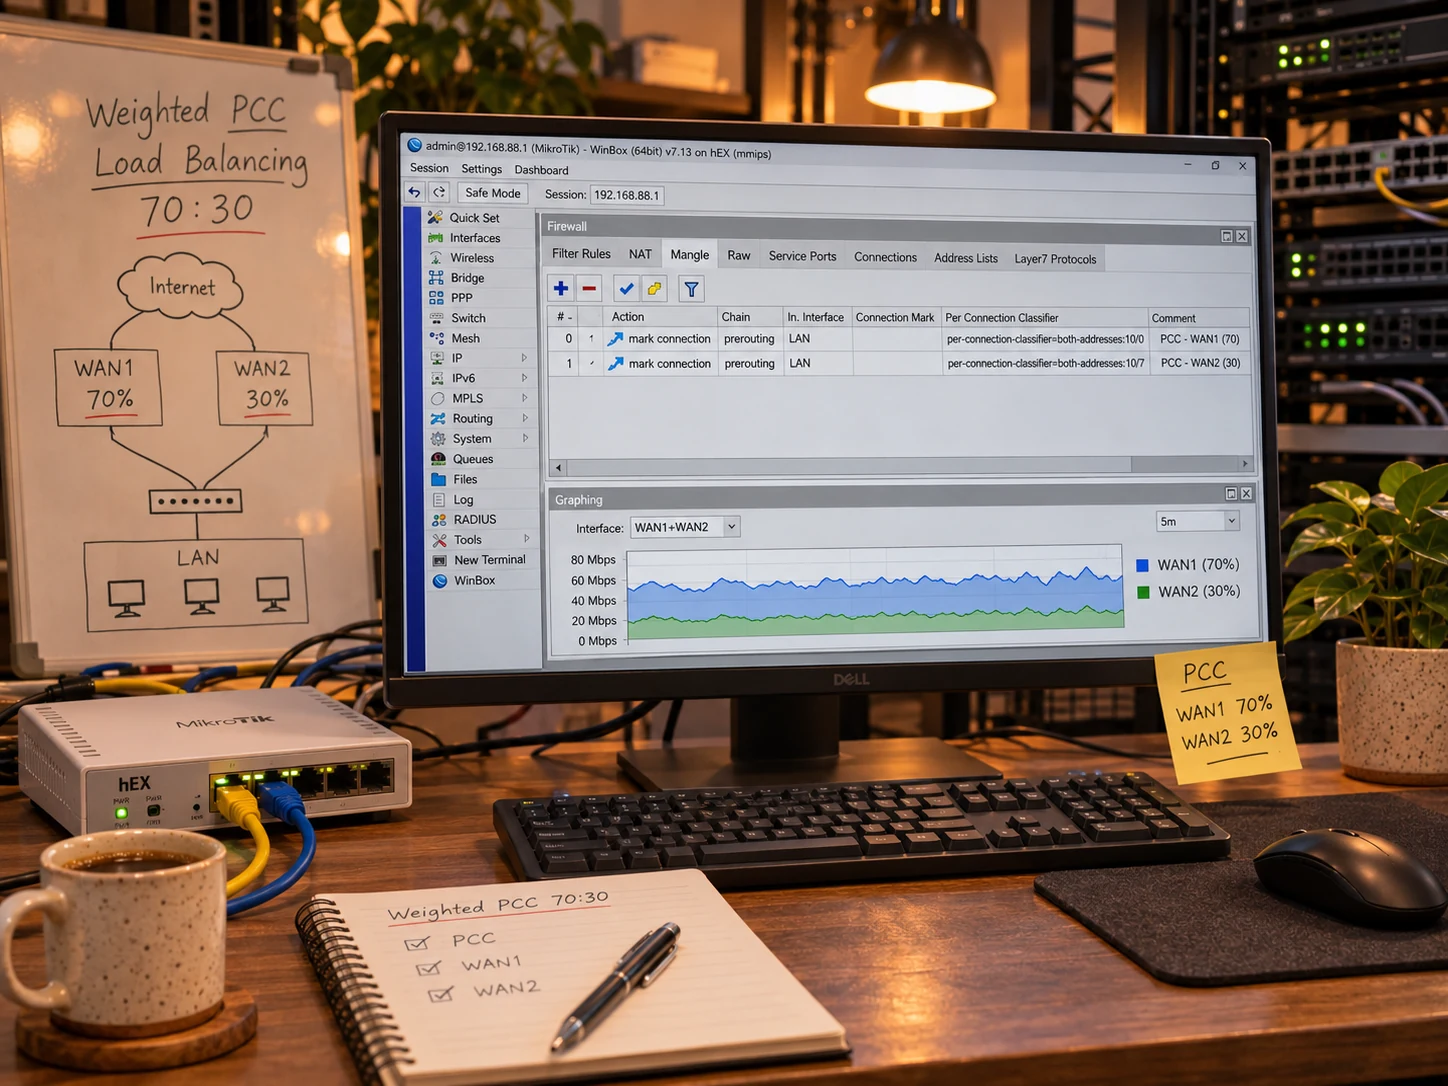 Weighted PCC
Load Balancing
70:30
Internet
WAN1
70%
WAN2
30%
LAN
admin@192.168.88.1 (MikroTik) - WinBox (64bit) v7.13 on hEX (mmips)
Session Settings Dashboard
Safe Mode Session: 192.168.88.1
Quick Set
Interfaces
Wireless
Bridge
PPP
Switch
Mesh
IP
IPv6
MPLS
Routing
System
Queues
Files
Log
RADIUS
Tools
New Terminal
WinBox
Firewall
Filter Rules NAT Mangle Raw Service Ports Connections Address Lists Layer7 Protocols
# Action Chain In. Interface Connection Mark Per Connection Classifier Comment
0 mark connection prerouting LAN per-connection-classifier=both-addresses:10/0 PCC - WAN1 (70)
1 mark connection prerouting LAN per-connection-classifier=both-addresses:10/7 PCC - WAN2 (30)
Graphing
Interface: WAN1+WAN2 5m
80 Mbps
60 Mbps
40 Mbps
20 Mbps
0 Mbps
WAN1 (70%)
WAN2 (30%)
DELL
PCC
WAN1 70%
WAN2 30%
MikroTik
hEX
PWR
Weighted PCC 70:30
PCC
WAN1
WAN2